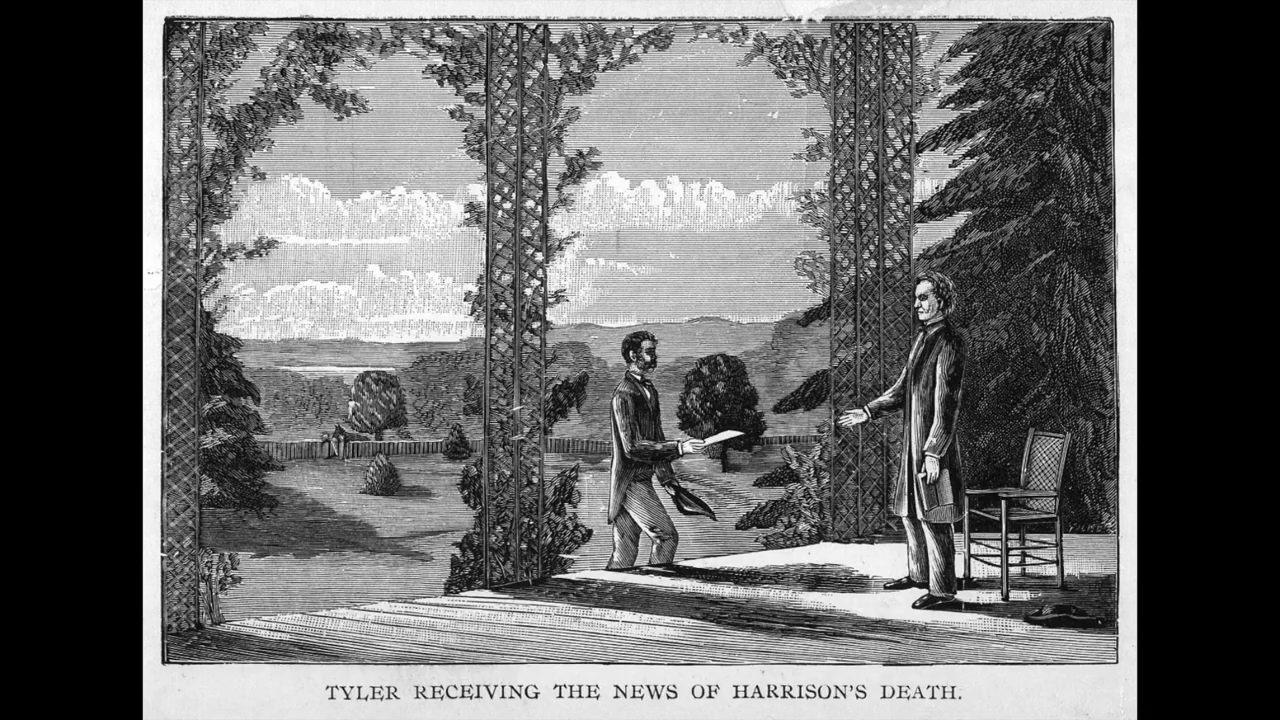 TYLER RECEIVING THE NEWS OF HARRISON'S DEATH.